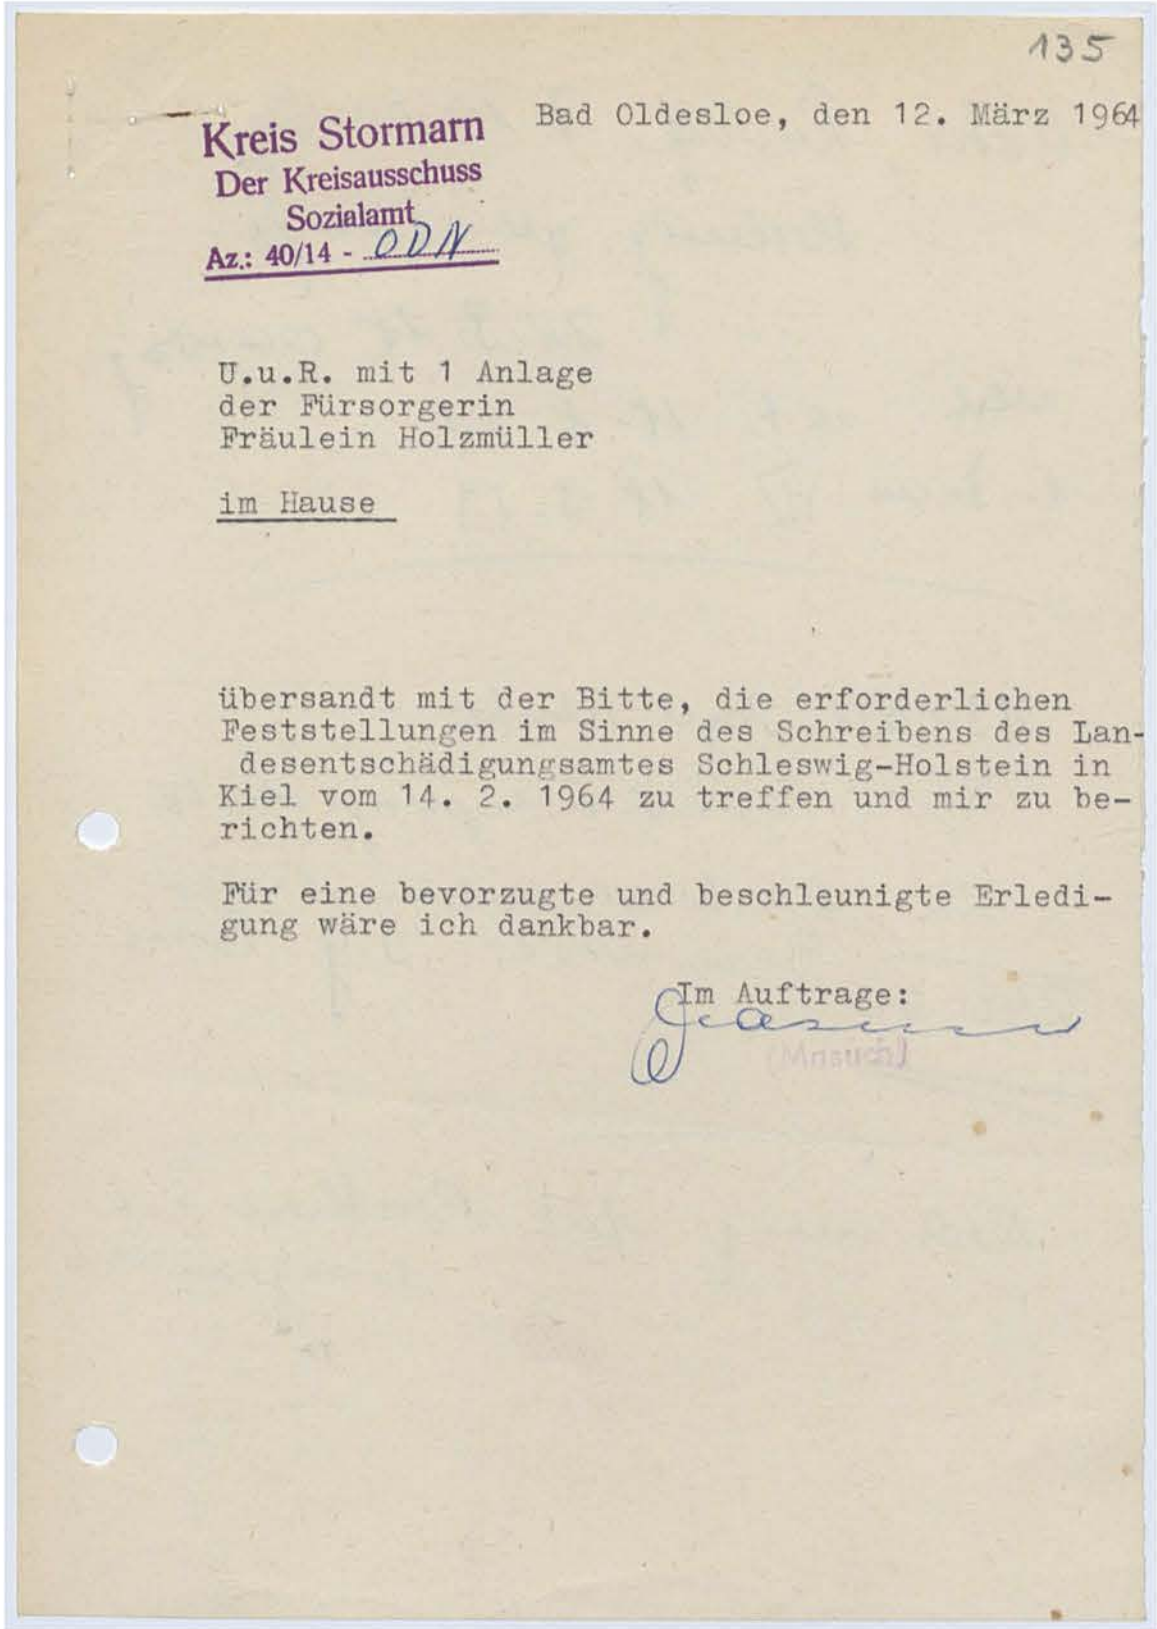 135
Bad Oldesloe, den 12. März 1964
Kreis Stormarn
Der Kreisausschuss
Sozialamt
Az.: 40/14 - ODN
U.u.R. mit 1 Anlage
der Fürsorgerin
Fräulein Holzmüller
im Hause
übersandt mit der Bitte, die erforderlichen
Feststellungen im Sinne des Schreibens des Lan-
desentschädigungsamtes Schleswig-Holstein in
Kiel vom 14. 2. 1964 zu treffen und mir zu be-
richten.
Für eine bevorzugte und beschleunigte Erledi-
gung wäre ich dankbar.
Im Auftrage: